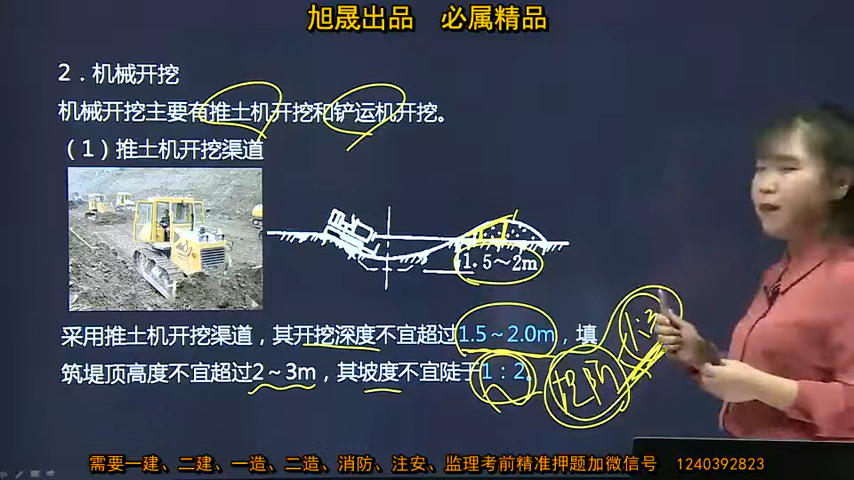 旭晟出品 必属精品
2．机械开挖
机械开挖主要有推土机开挖和铲运机开挖。
（1）推土机开挖渠道
1.5～2m
采用推土机开挖渠道，其开挖深度不宜超过1.5～2.0m，填
筑堤顶高度不宜超过2～3m，其坡度不宜陡于1：2。
需要一建、二建、一造、二造、消防、注安、监理考前精准押题加微信号 1240392823